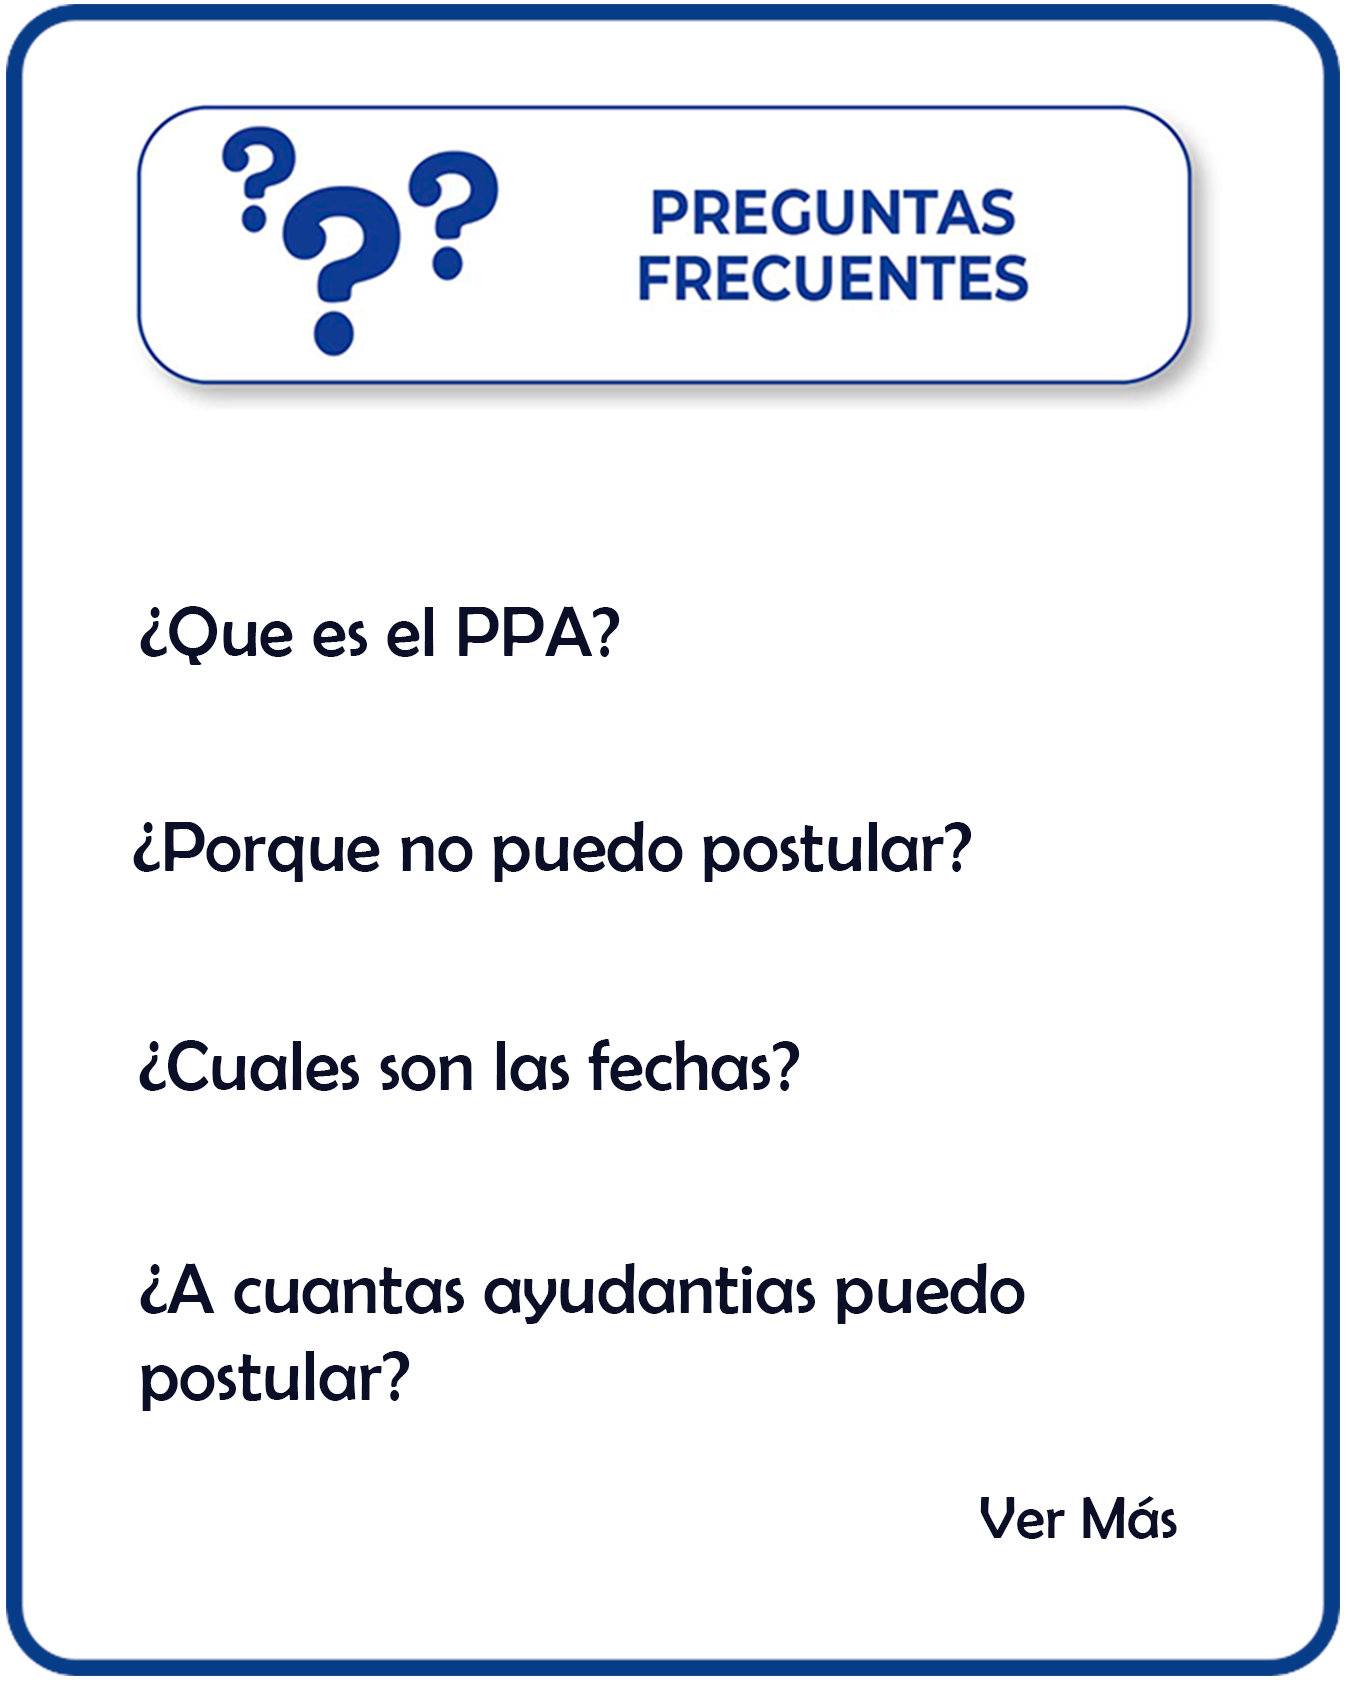 PREGUNTAS
FRECUENTES
¿Que es el PPA?
¿Porque no puedo postular?
¿Cuales son las fechas?
¿A cuantas ayudantias puedo
postular?
Ver Más